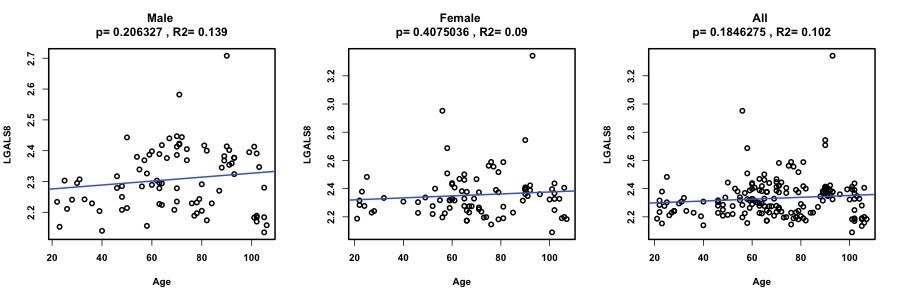 Male
p= 0.206327 , R2= 0.139
LGALS8
2.7
2.6
2.5
2.4
2.3
2.2
20 40 60 80 100
Age
Female
p= 0.4075036 , R2= 0.09
LGALS8
3.2
3.0
2.8
2.6
2.4
2.2
20 40 60 80 100
Age
All
p= 0.1846275 , R2= 0.102
LGALS8
3.2
3.0
2.8
2.6
2.4
2.2
20 40 60 80 100
Age